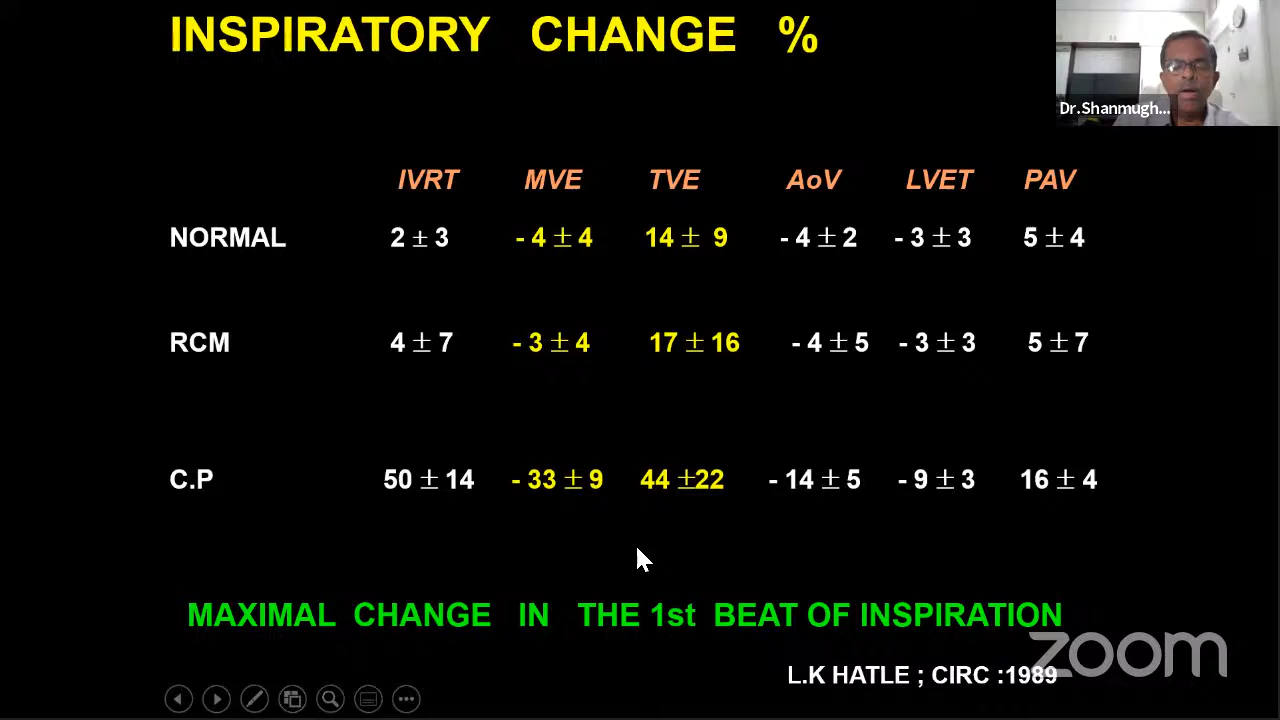 INSPIRATORY CHANGE %
Dr.Shanmugh...
IVRT MVE TVE AoV LVET PAV
NORMAL 2 ± 3 - 4 ± 4 14 ± 9 - 4 ± 2 - 3 ± 3 5 ± 4
RCM 4 ± 7 - 3 ± 4 17 ± 16 - 4 ± 5 - 3 ± 3 5 ± 7
C.P 50 ± 14 - 33 ± 9 44 ±22 - 14 ± 5 - 9 ± 3 16 ± 4
MAXIMAL CHANGE IN THE 1st BEAT OF INSPIRATION
zoom
L.K HATLE ; CIRC :1989